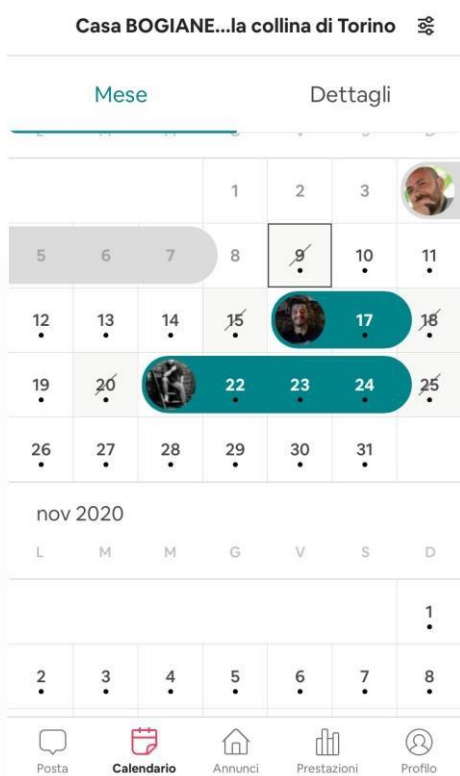 Casa BOGIANE...la collina di Torino
Mese Dettagli
1 2 3
5 6 7 8 9 10 11
12 13 14 15 17 18
19 20 22 23 24 25
26 27 28 29 30 31
nov 2020
L M M G V S D
1
2 3 4 5 6 7 8
Posta Calendario Annunci Prestazioni Profilo